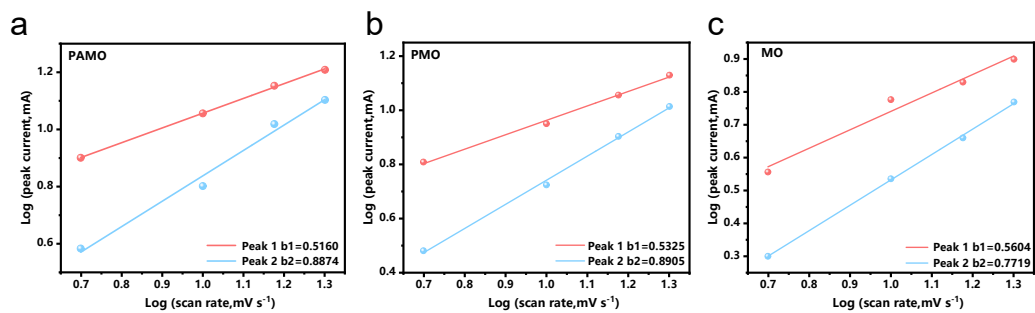 a
PAMO
Log (peak current,mA)
1.2
1.0
0.8
0.6
Peak 1 b1=0.5160
Peak 2 b2=0.8874
0.7 0.8 0.9 1.0 1.1 1.2 1.3
Log (scan rate,mV s⁻¹)
b
PMO
Log (peak current,mA)
1.2
1.0
0.8
0.6
0.4
Peak 1 b1=0.5325
Peak 2 b2=0.8905
0.7 0.8 0.9 1.0 1.1 1.2 1.3
Log (scan rate,mV s⁻¹)
c
MO
Log (peak current,mA)
0.9
0.8
0.7
0.6
0.5
0.4
0.3
Peak 1 b1=0.5604
Peak 2 b2=0.7719
0.7 0.8 0.9 1.0 1.1 1.2 1.3
Log (scan rate,mV s⁻¹)